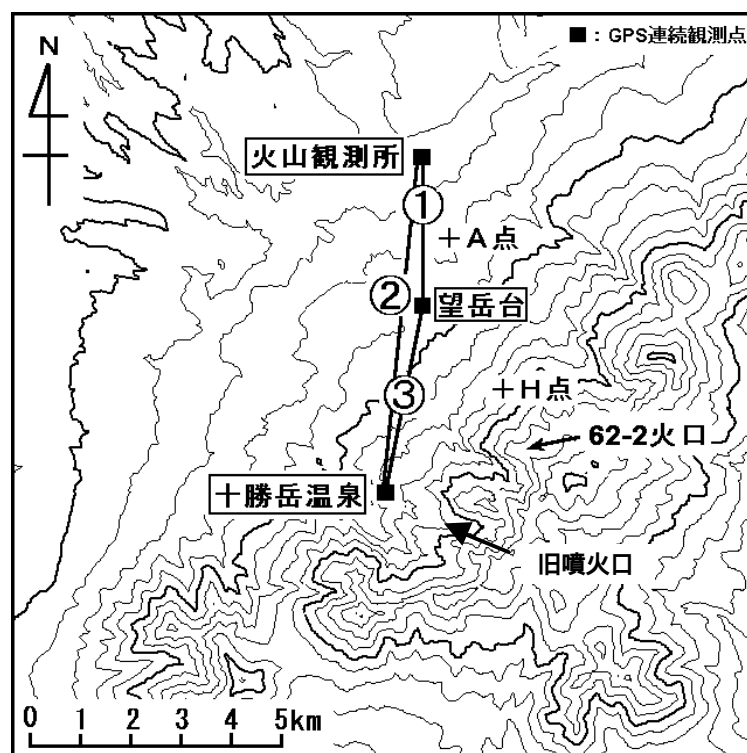 ■：GPS連続観測点
N
火山観測所
①
＋A点
②
望岳台
③
＋H点
62-2火口
十勝岳温泉
旧噴火口
0 1 2 3 4 5km